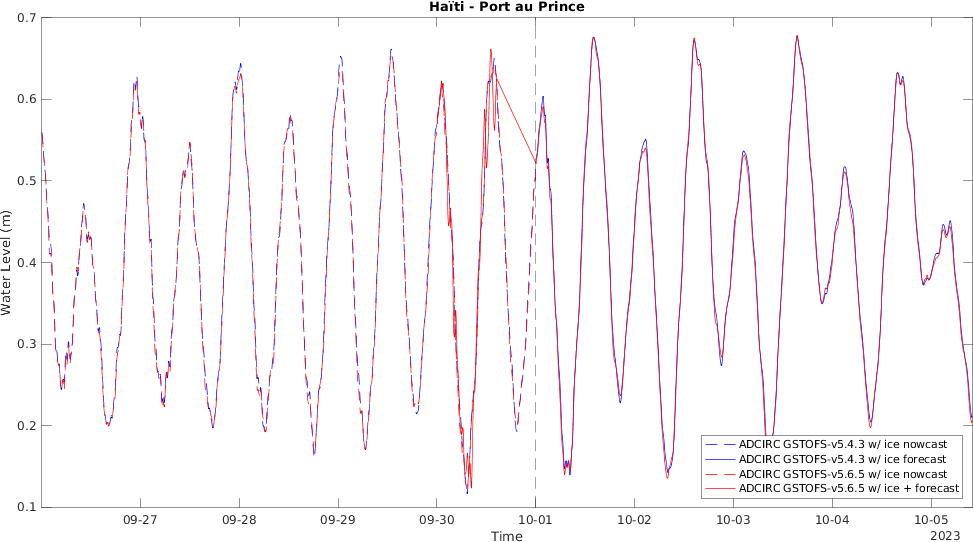 Haïti - Port au Prince
Water Level (m)
0.7
0.6
0.5
0.4
0.3
0.2
0.1
ADCIRC GSTOFS-v5.4.3 w/ ice nowcast
ADCIRC GSTOFS-v5.4.3 w/ ice forecast
ADCIRC GSTOFS-v5.6.5 w/ ice nowcast
ADCIRC GSTOFS-v5.6.5 w/ ice + forecast
09-27 09-28 09-29 09-30 10-01 10-02 10-03 10-04 10-05
Time
2023